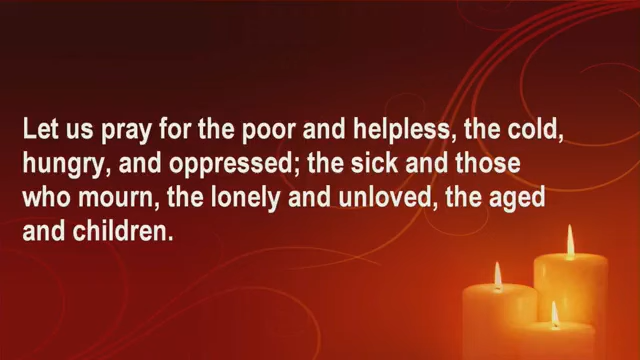 Let us pray for the poor and helpless, the cold,
hungry, and oppressed; the sick and those
who mourn, the lonely and unloved, the aged
and children.